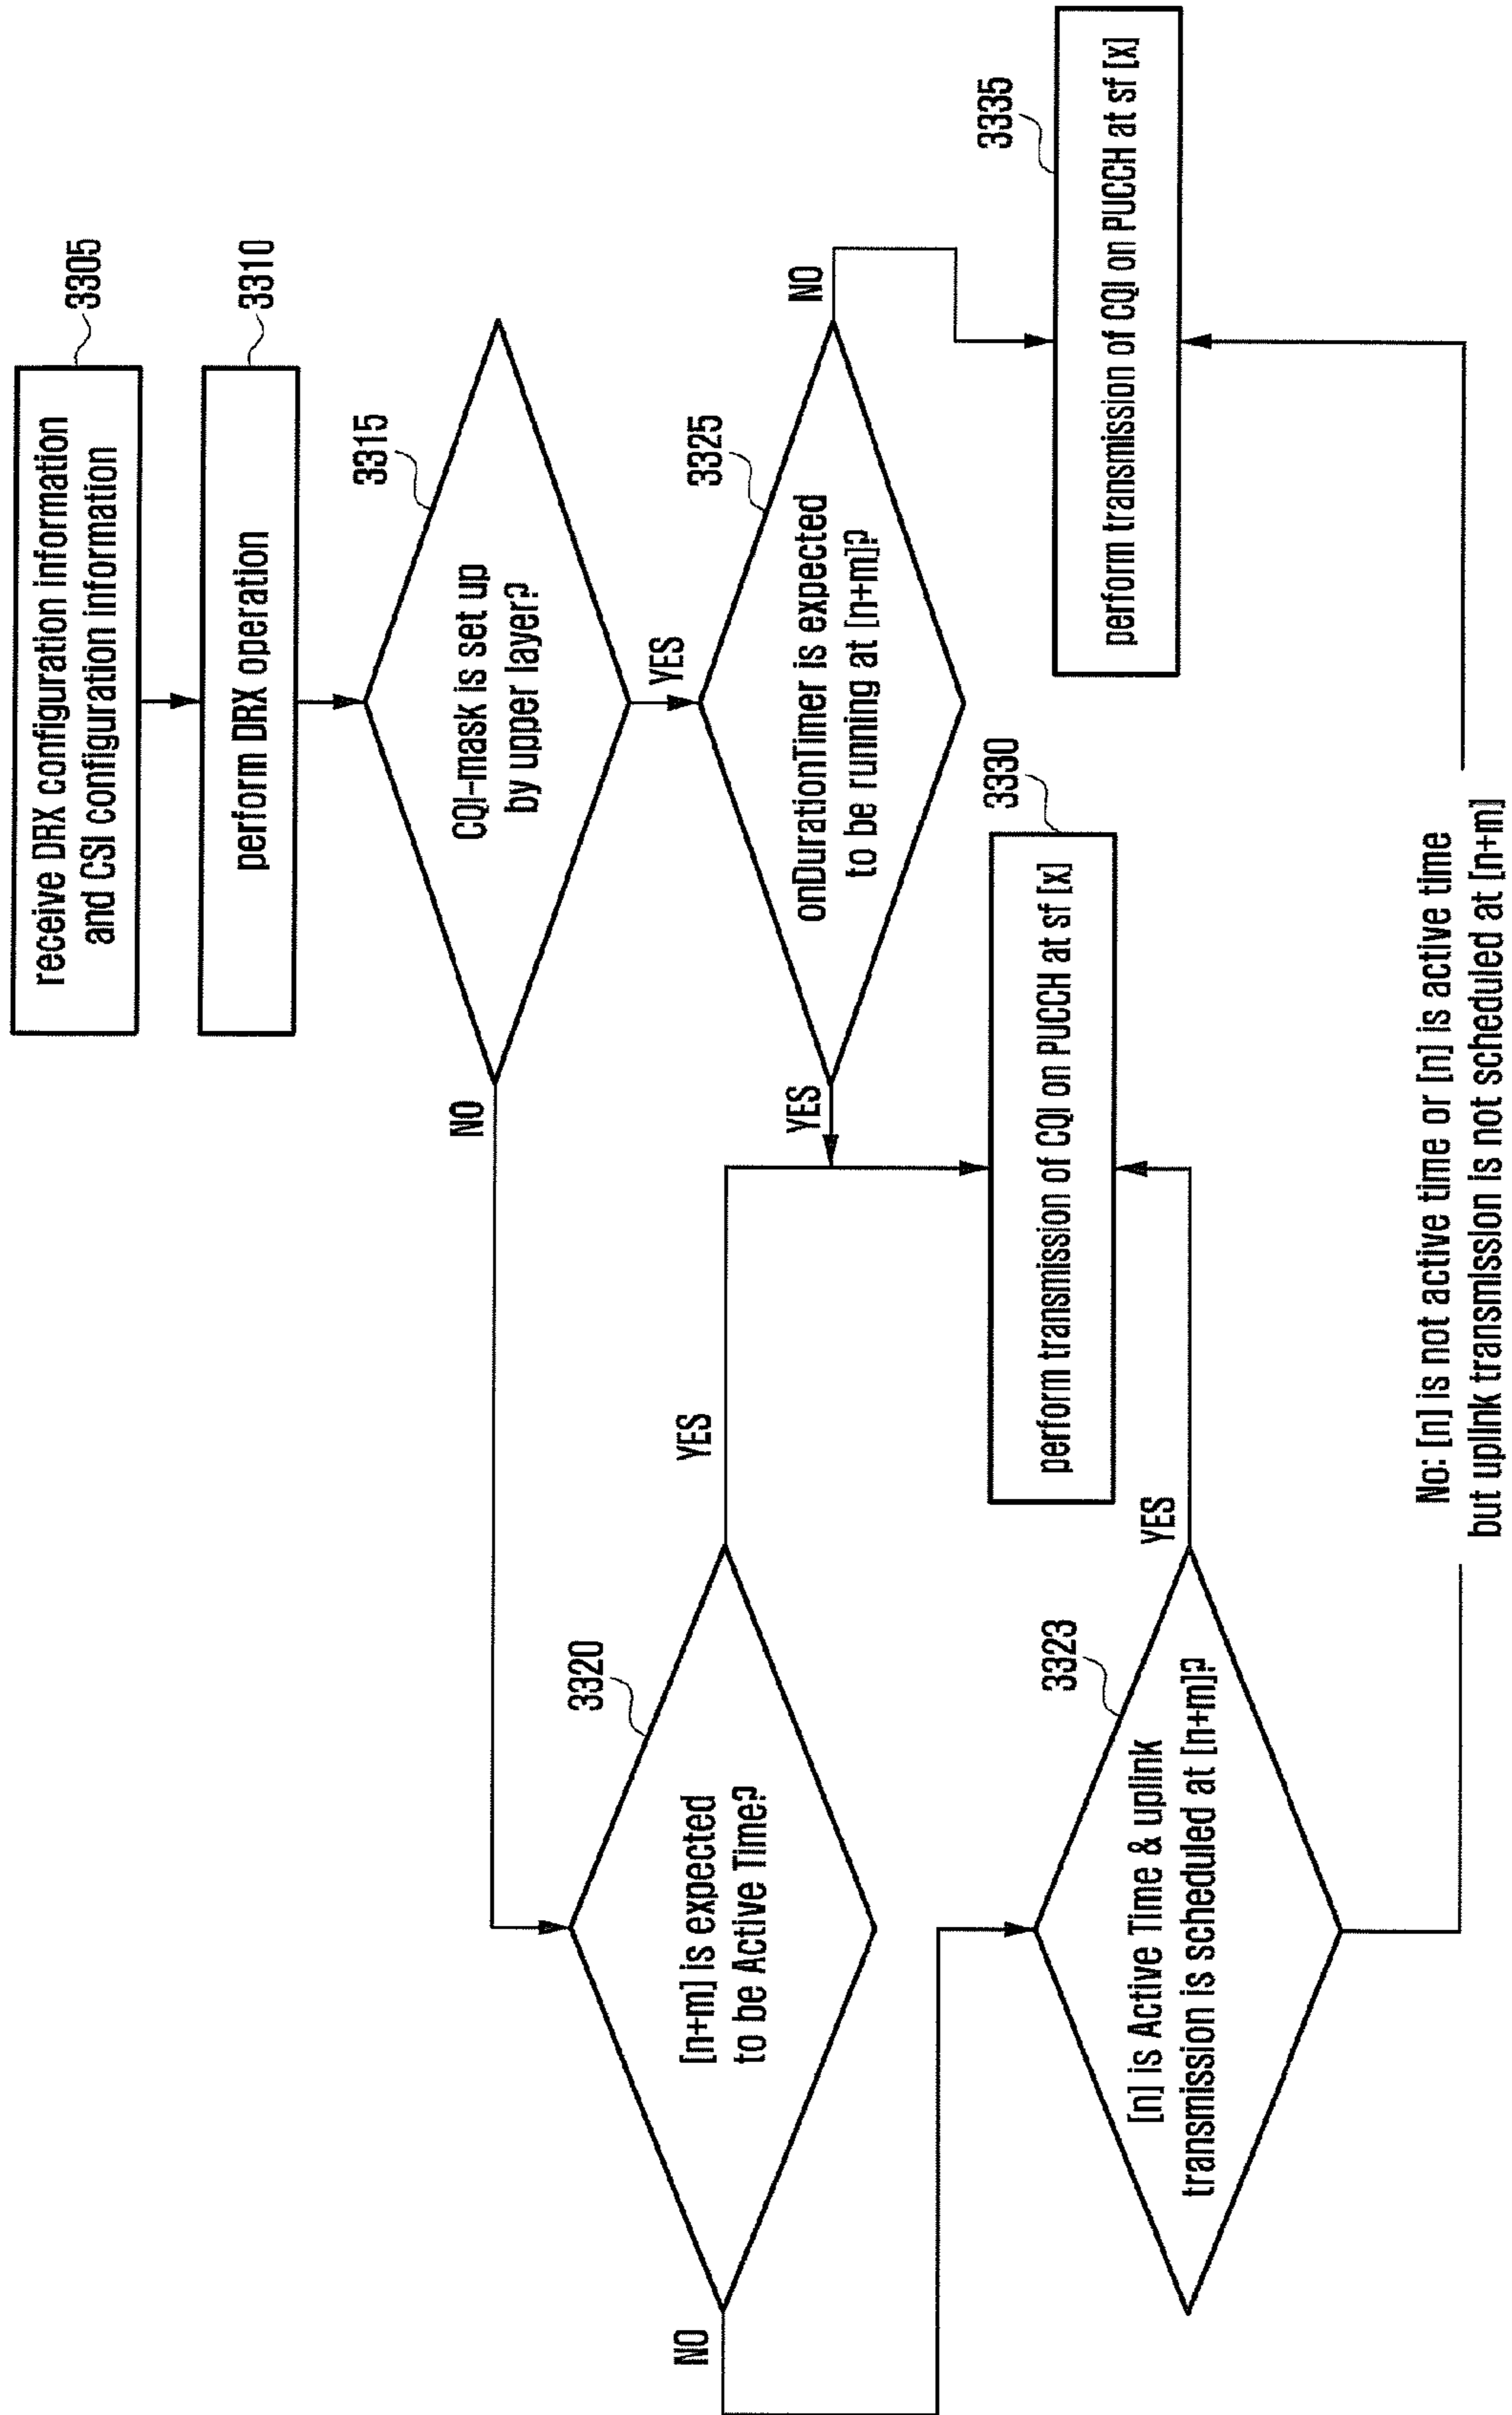 receive DRX configuration information
and CSI configuration information
3305
perform DRX operation
3310
CQI-mask is set up
by upper layer?
3315
NO
YES
[n+m] is expected
to be Active Time?
3320
YES
NO
onDurationTimer is expected
to be running at [n+m]?
3325
YES
NO
[n] is Active Time & uplink
transmission is scheduled at [n+m]?
3323
YES
perform transmission of CQI on PUCCH at sf [x]
3330
perform transmission of CQI on PUCCH at sf [x]
3335
No: [n] is not active time or [n] is active time
but uplink transmission is not scheduled at [n+m]